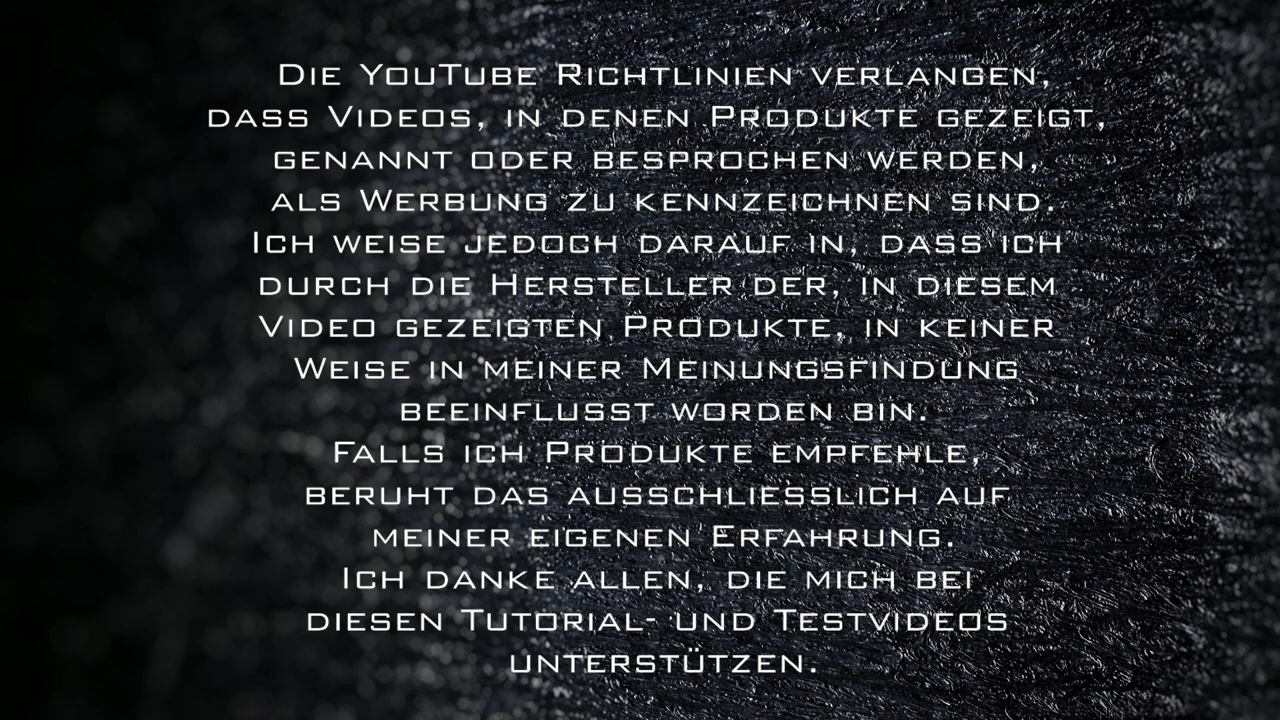 Die YouTube Richtlinien verlangen,
dass Videos, in denen Produkte gezeigt,
genannt oder besprochen werden,
als Werbung zu kennzeichnen sind.
Ich weise jedoch darauf in, dass ich
durch die Hersteller der, in diesem
Video gezeigten Produkte, in keiner
Weise in meiner Meinungsfindung
beeinflusst worden bin.
Falls ich Produkte empfehle,
beruht das ausschliesslich auf
meiner eigenen Erfahrung.
Ich danke allen, die mich bei
diesen Tutorial- und Testvideos
unterstützen.